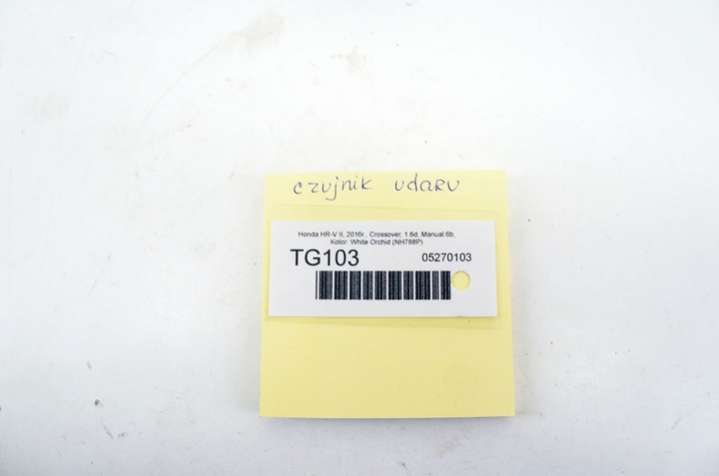 czujnik udaru
Honda HR-V II, 2016r., Crossover, 1.6d, Manual 6b.
Kolor: White Orchid (NH788P)
TG103 05270103